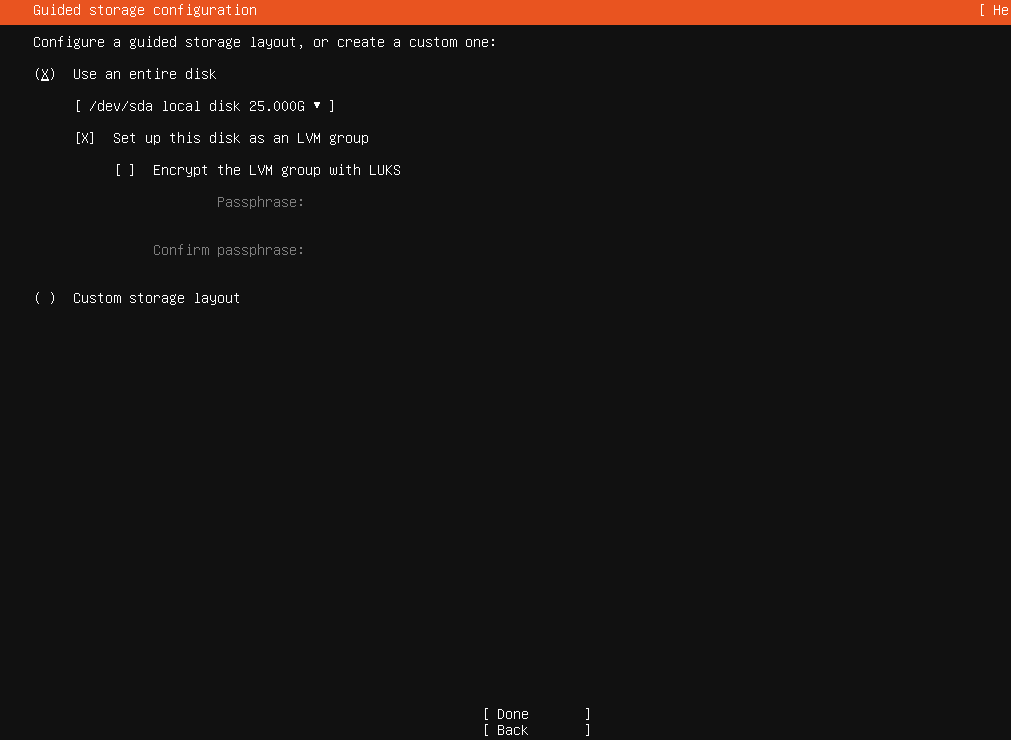 Guided storage configuration [ He
Configure a guided storage layout, or create a custom one:
(X) Use an entire disk
[ /dev/sda local disk 25.000G ▾ ]
[X] Set up this disk as an LVM group
[ ] Encrypt the LVM group with LUKS
Passphrase:
Confirm passphrase:
( ) Custom storage layout
[ Done ]
[ Back ]